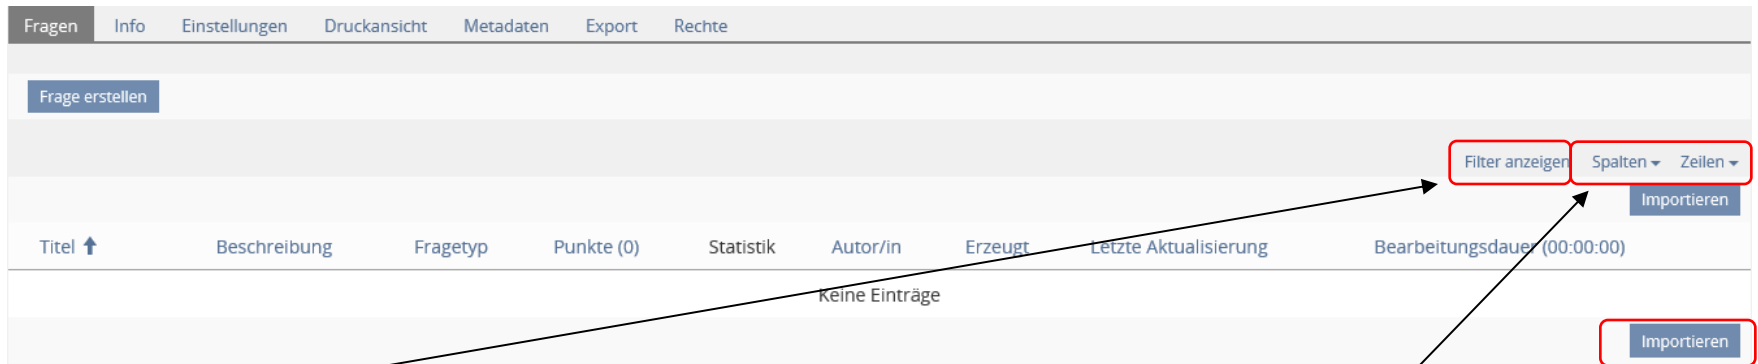 Fragen Info Einstellungen Druckansicht Metadaten Export Rechte
Frage erstellen
Filter anzeigen Spalten Zeilen
Importieren
Titel Beschreibung Fragetyp Punkte (0) Statistik Autor/in Erzeugt Letzte Aktualisierung Bearbeitungsdauer (00:00:00)
Keine Einträge
Importieren